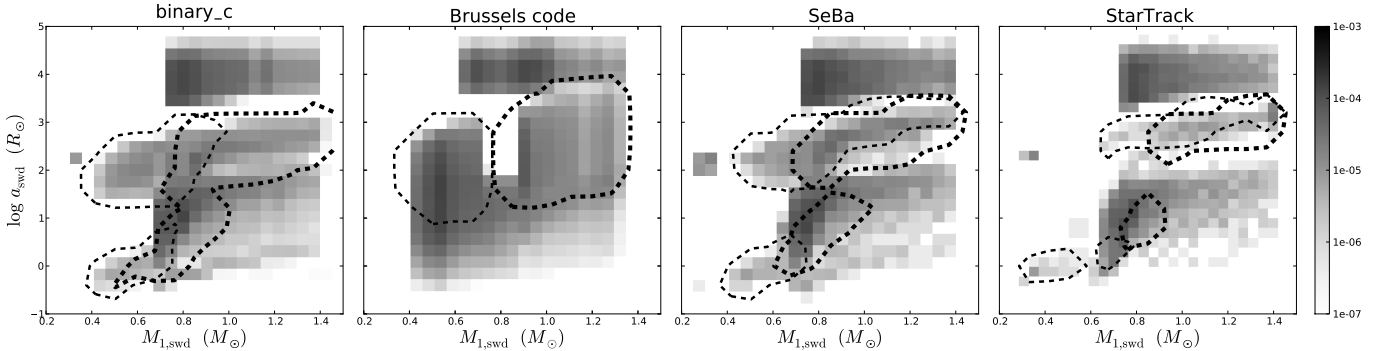 binary_c
Brussels code
SeBa
StarTrack
log a_swd (R_⊙)
5
4
3
2
1
0
−1
0.2 0.4 0.6 0.8 1.0 1.2 1.4
0.2 0.4 0.6 0.8 1.0 1.2 1.4
0.2 0.4 0.6 0.8 1.0 1.2 1.4
0.2 0.4 0.6 0.8 1.0 1.2 1.4
M_1,swd (M_⊙)
M_1,swd (M_⊙)
M_1,swd (M_⊙)
M_1,swd (M_⊙)
1e-03
1e-04
1e-05
1e-06
1e-07